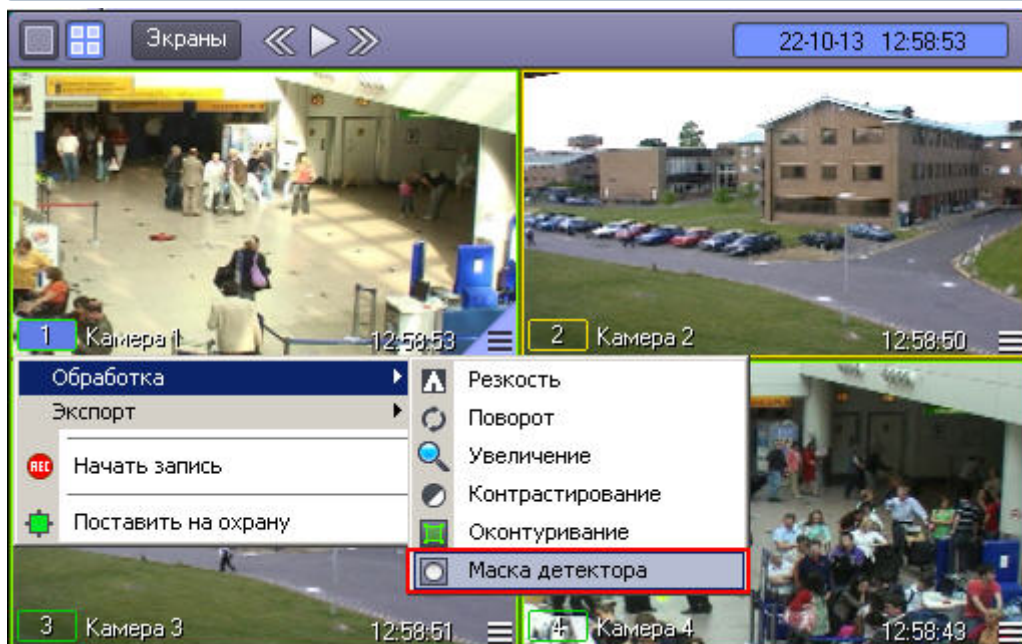 Экраны
22-10-13 12:58:53
1 Камера 1 12:58:53
2 Камера 2 12:58:50
Обработка
Экспорт
REC Начать запись
Поставить на охрану
Резкость
Поворот
Увеличение
Контрастирование
Оконтуривание
Маска детектора
3 Камера 3 12:58:51
4 Камера 4 12:58:43